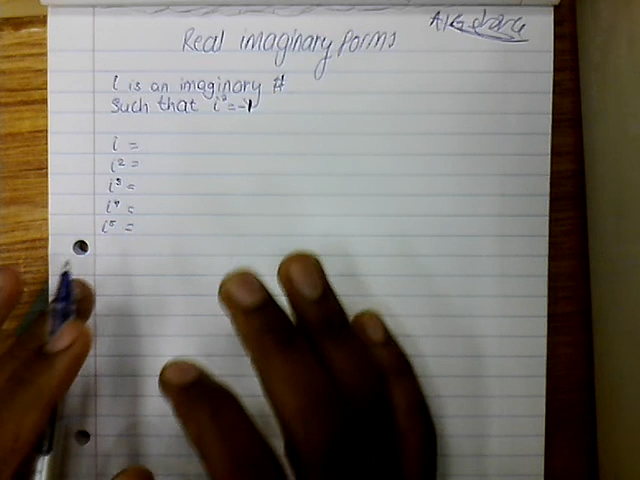 Algebra
Real imaginary Forms
i is an imaginary #
Such that i²=-1
i =
i² =
i³ =
i⁴ =
i⁵ =